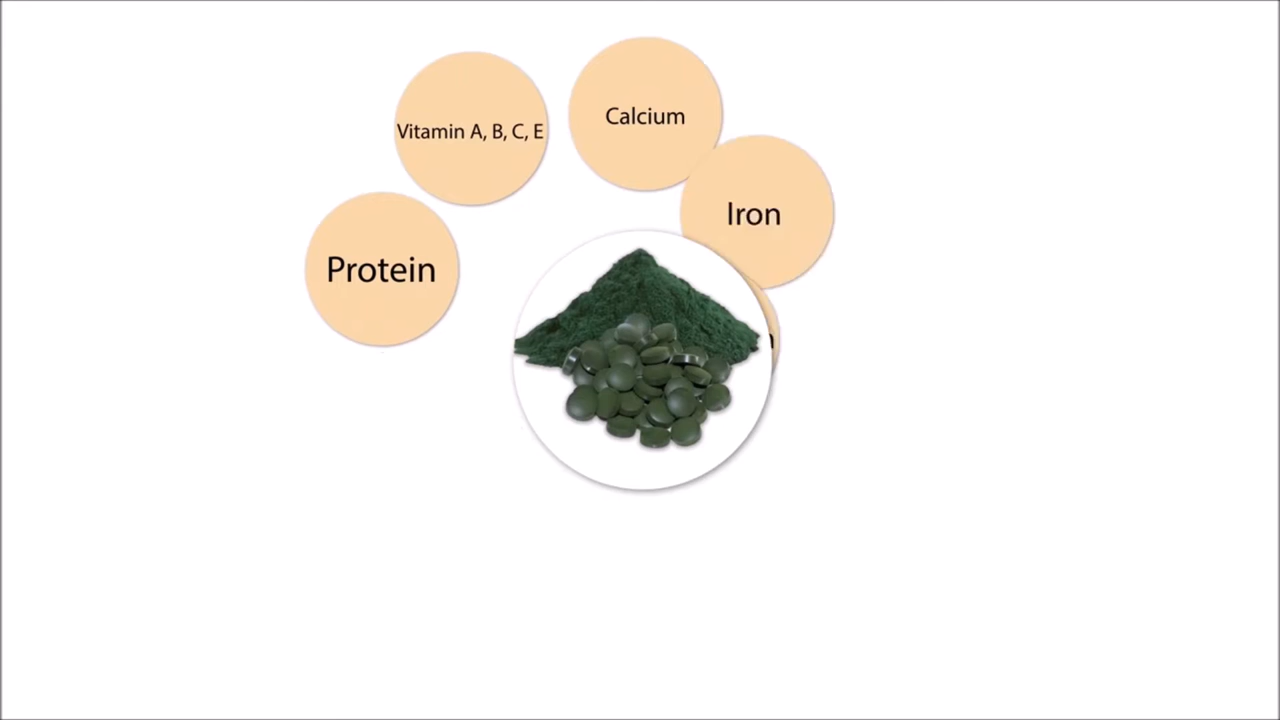 Protein
Vitamin A, B, C, E
Calcium
Iron